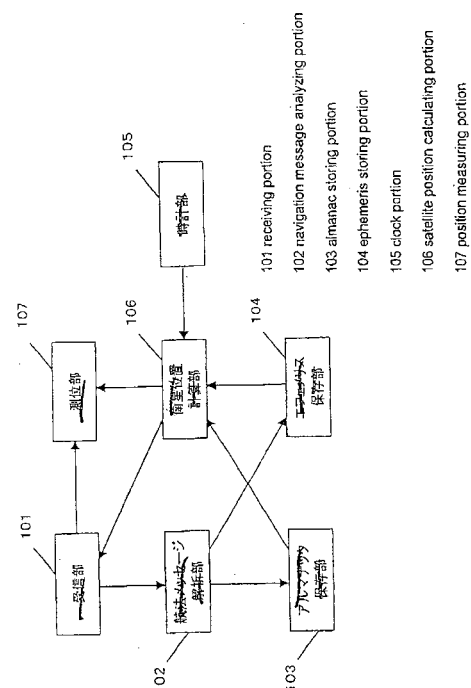 101
受信部
107
測位部
105
時計部
106
衛星位置
計算部
02
航法メッセージ
解析部
103
アルマナック
保存部
104
エフェメリス
保存部
101 receiving portion
102 navigation message analyzing portion
103 almanac storing portion
104 ephemeris storing portion
105 clock portion
106 satellite position calculating portion
107 position measuring portion